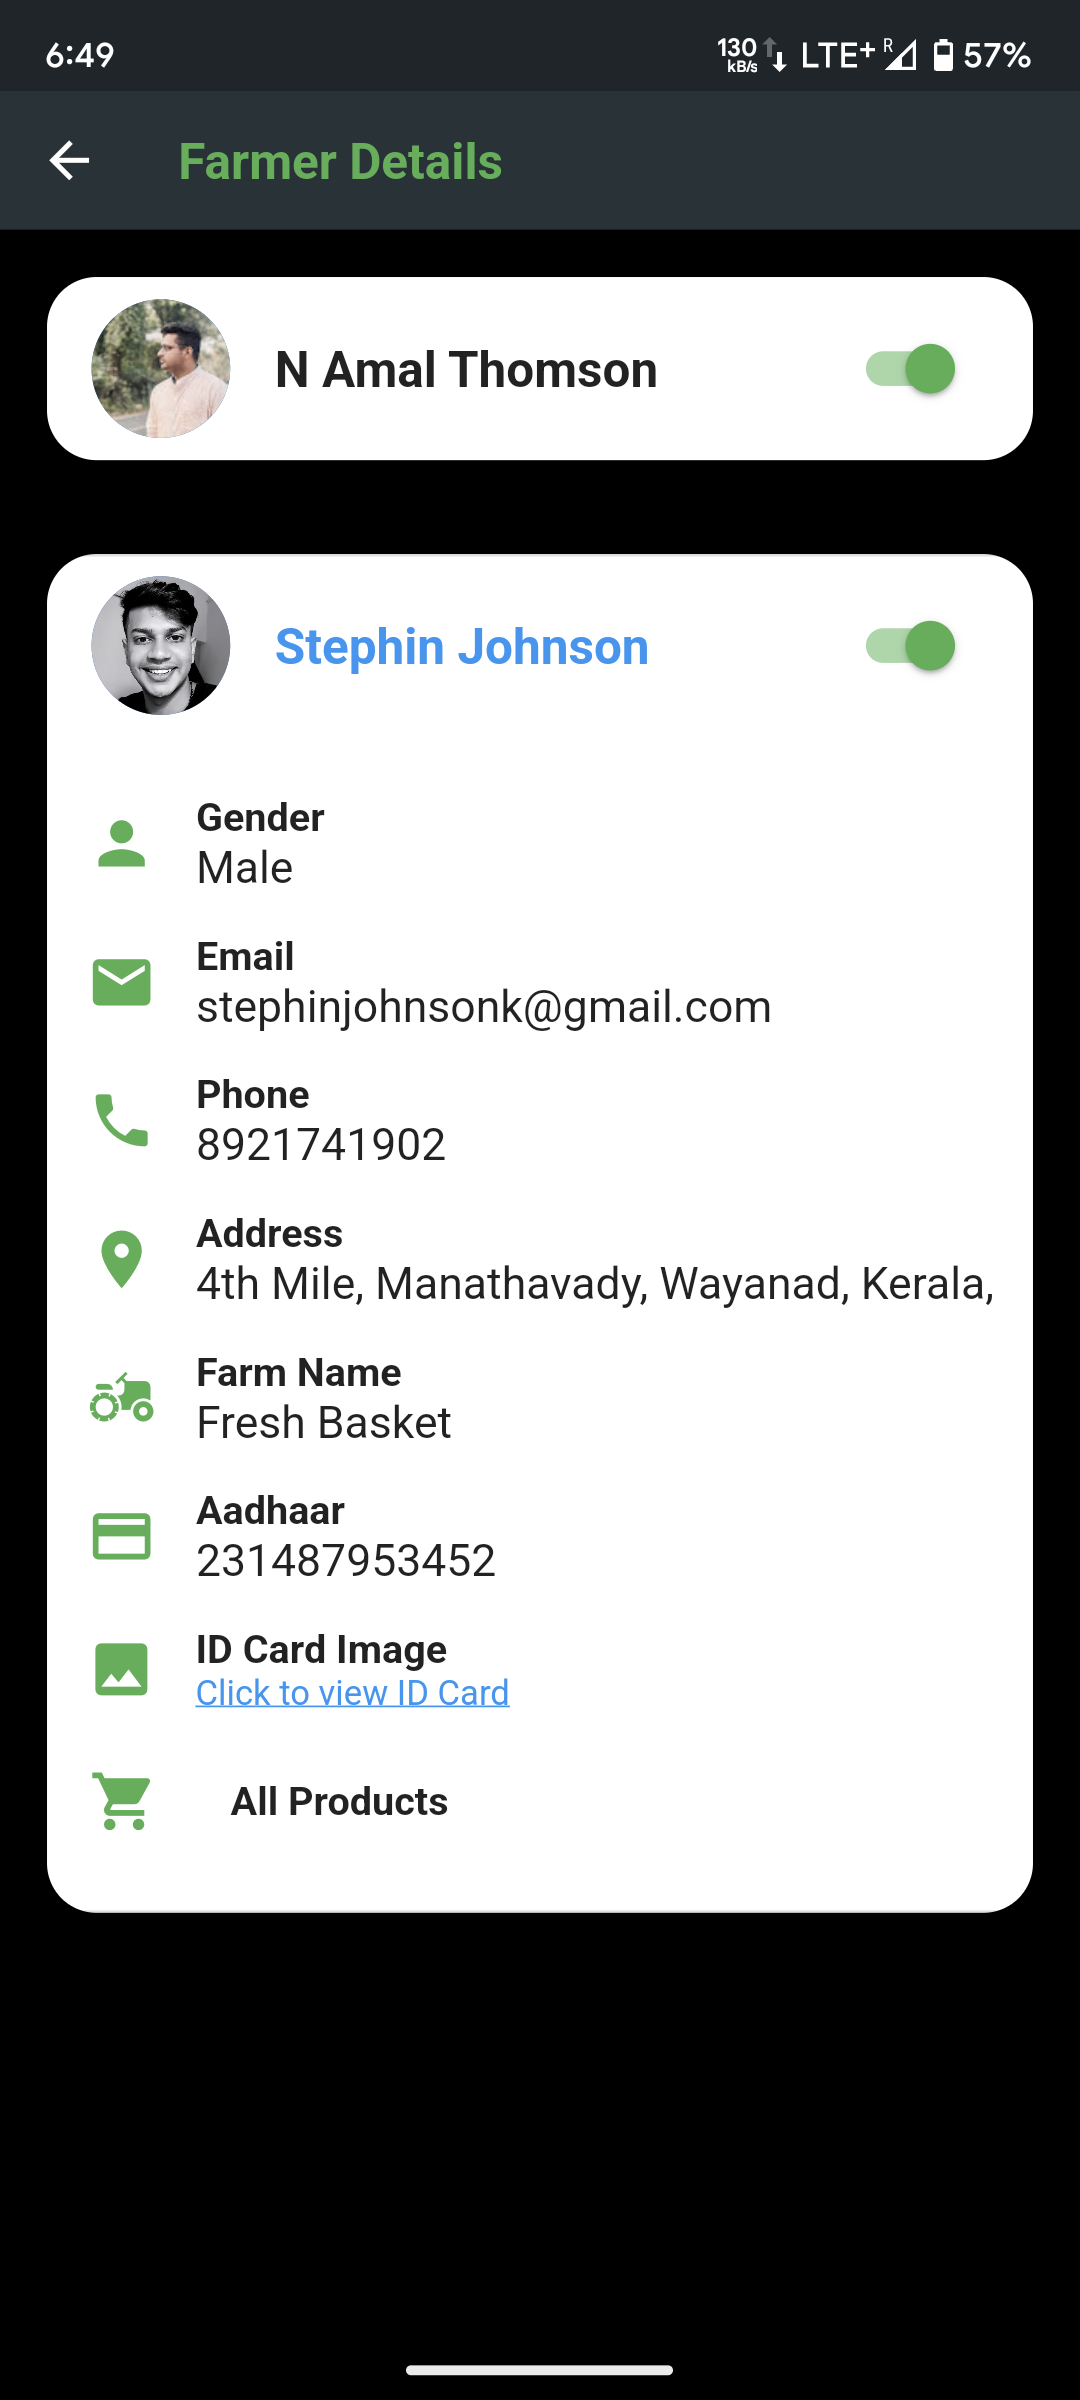 6:49 130 kB/s LTE+ R 57%
Farmer Details
N Amal Thomson
Stephin Johnson
Gender
Male
Email
stephinjohnsonk@gmail.com
Phone
8921741902
Address
4th Mile, Manathavady, Wayanad, Kerala,
Farm Name
Fresh Basket
Aadhaar
231487953452
ID Card Image
Click to view ID Card
All Products